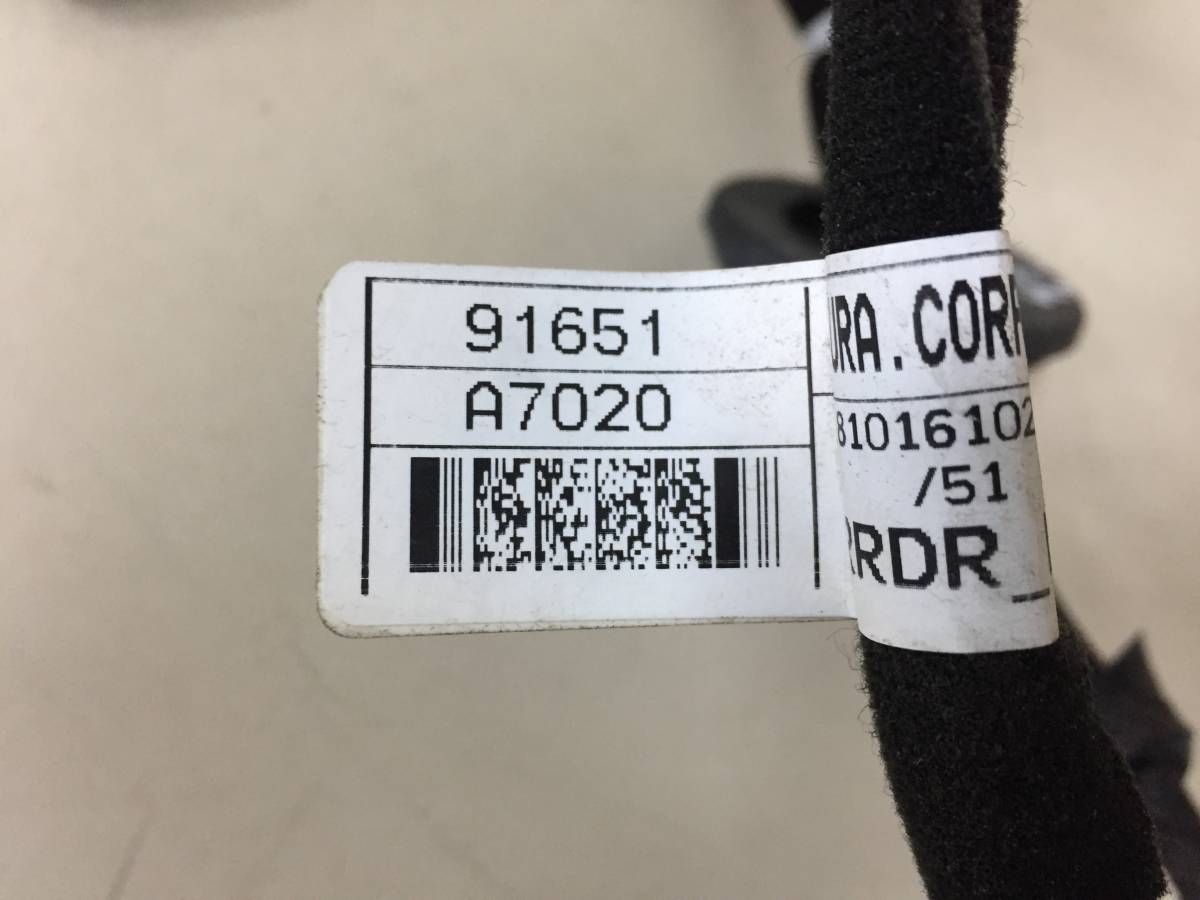 91651
A7020
URA.CORP
81016102
/51
RRDR_